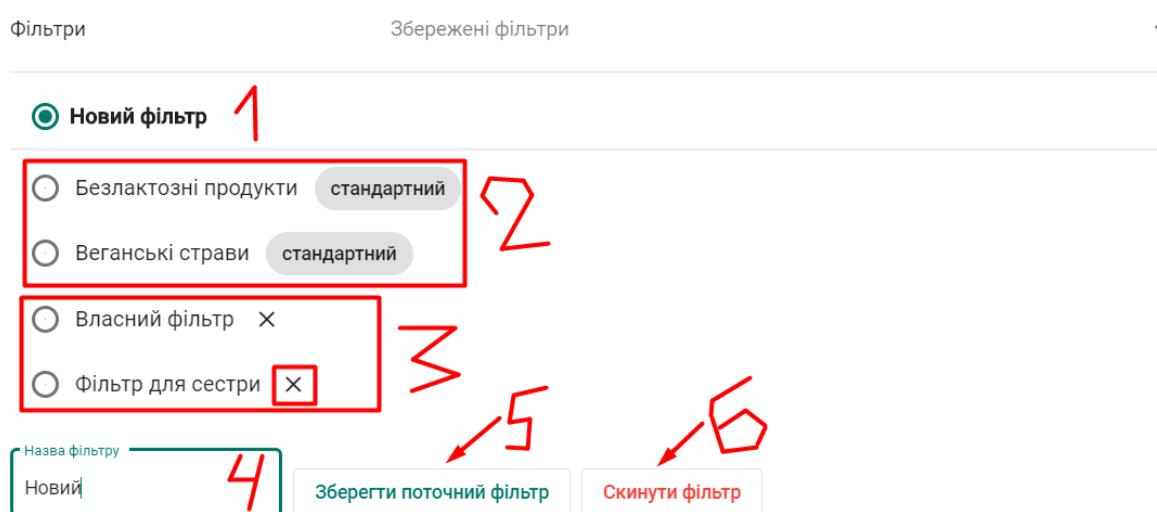 Фільтри Збережені фільтри
Новий фільтр 1
Безлактозні продукти стандартний 2
Веганські страви стандартний
Власний фільтр × 3
Фільтр для сестри ×
5 6
Назва фільтру
Новий 4 Зберегти поточний фільтр Скинути фільтр